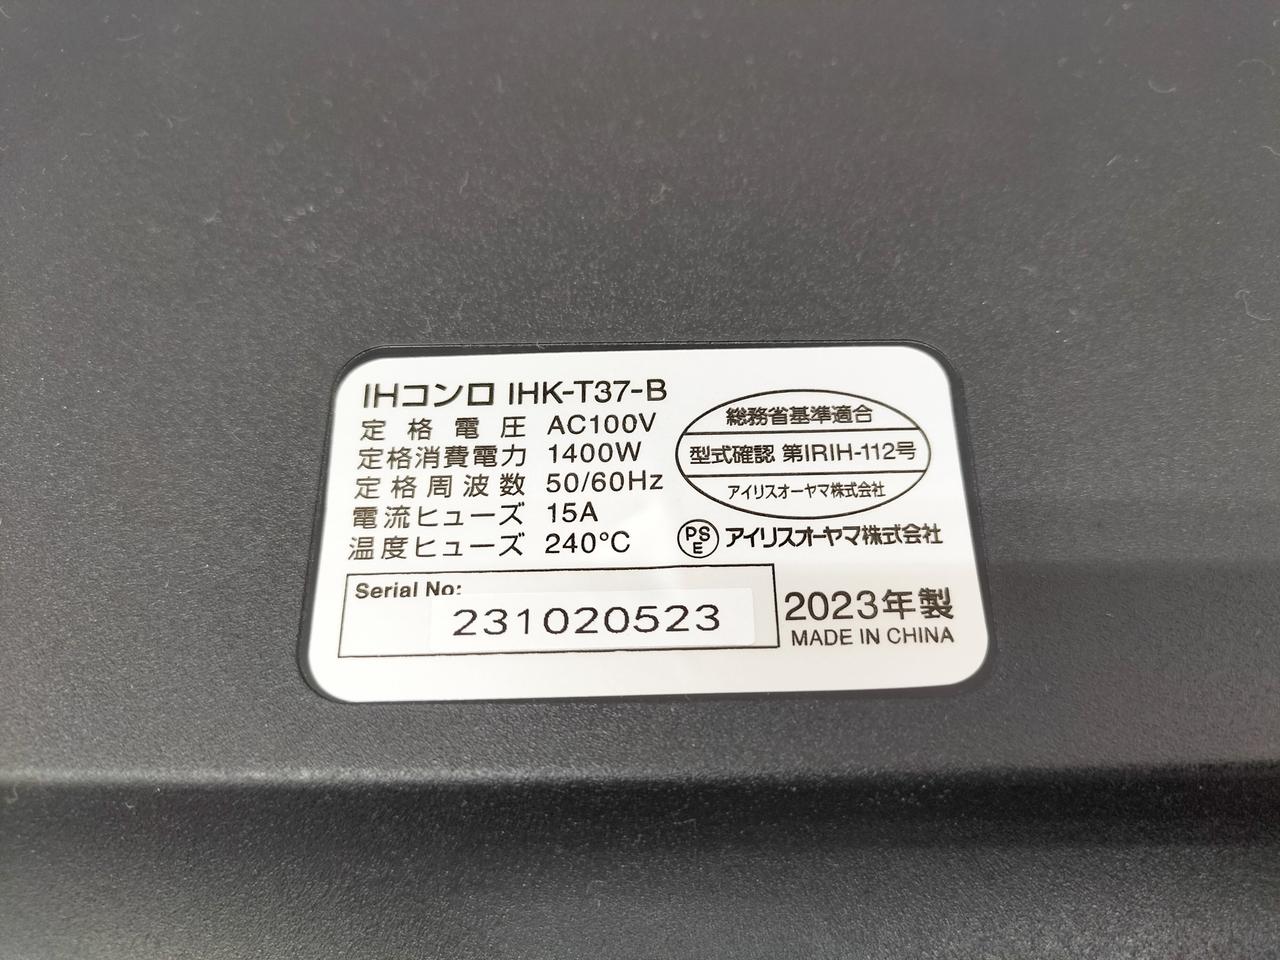 IHコンロ IHK-T37-B
定格電圧 AC100V
定格消費電力 1400W
定格周波数 50/60Hz
電流ヒューズ 15A
温度ヒューズ 240°C
総務省基準適合
型式確認 第IRIH-112号
アイリスオーヤマ株式会社
PSE アイリスオーヤマ株式会社
Serial No:
231020523
2023年製
MADE IN CHINA